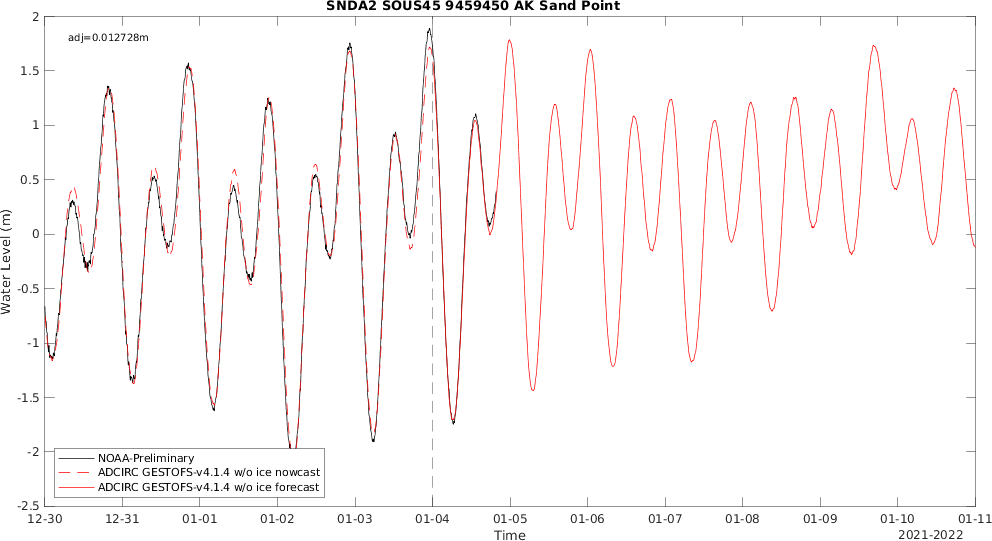 SNDA2 SOUS45 9459450 AK Sand Point
adj=0.012728m
2
1.5
1
0.5
0
-0.5
-1
-1.5
-2
-2.5
Water Level (m)
NOAA-Preliminary
ADCIRC GESTOFS-v4.1.4 w/o ice nowcast
ADCIRC GESTOFS-v4.1.4 w/o ice forecast
12-30 12-31 01-01 01-02 01-03 01-04 01-05 01-06 01-07 01-08 01-09 01-10 01-11
Time
2021-2022